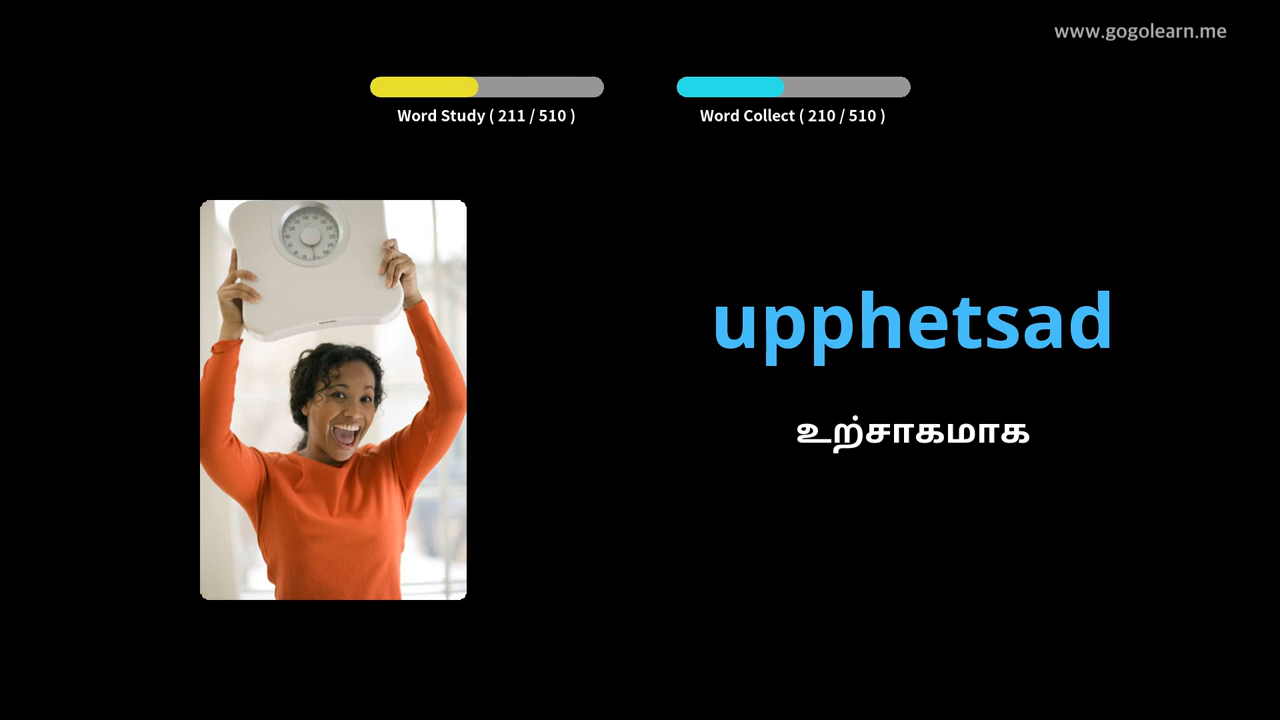 www.gogolearn.me
Word Study ( 211 / 510 )
Word Collect ( 210 / 510 )
upphetsad
உற்சாகமாக